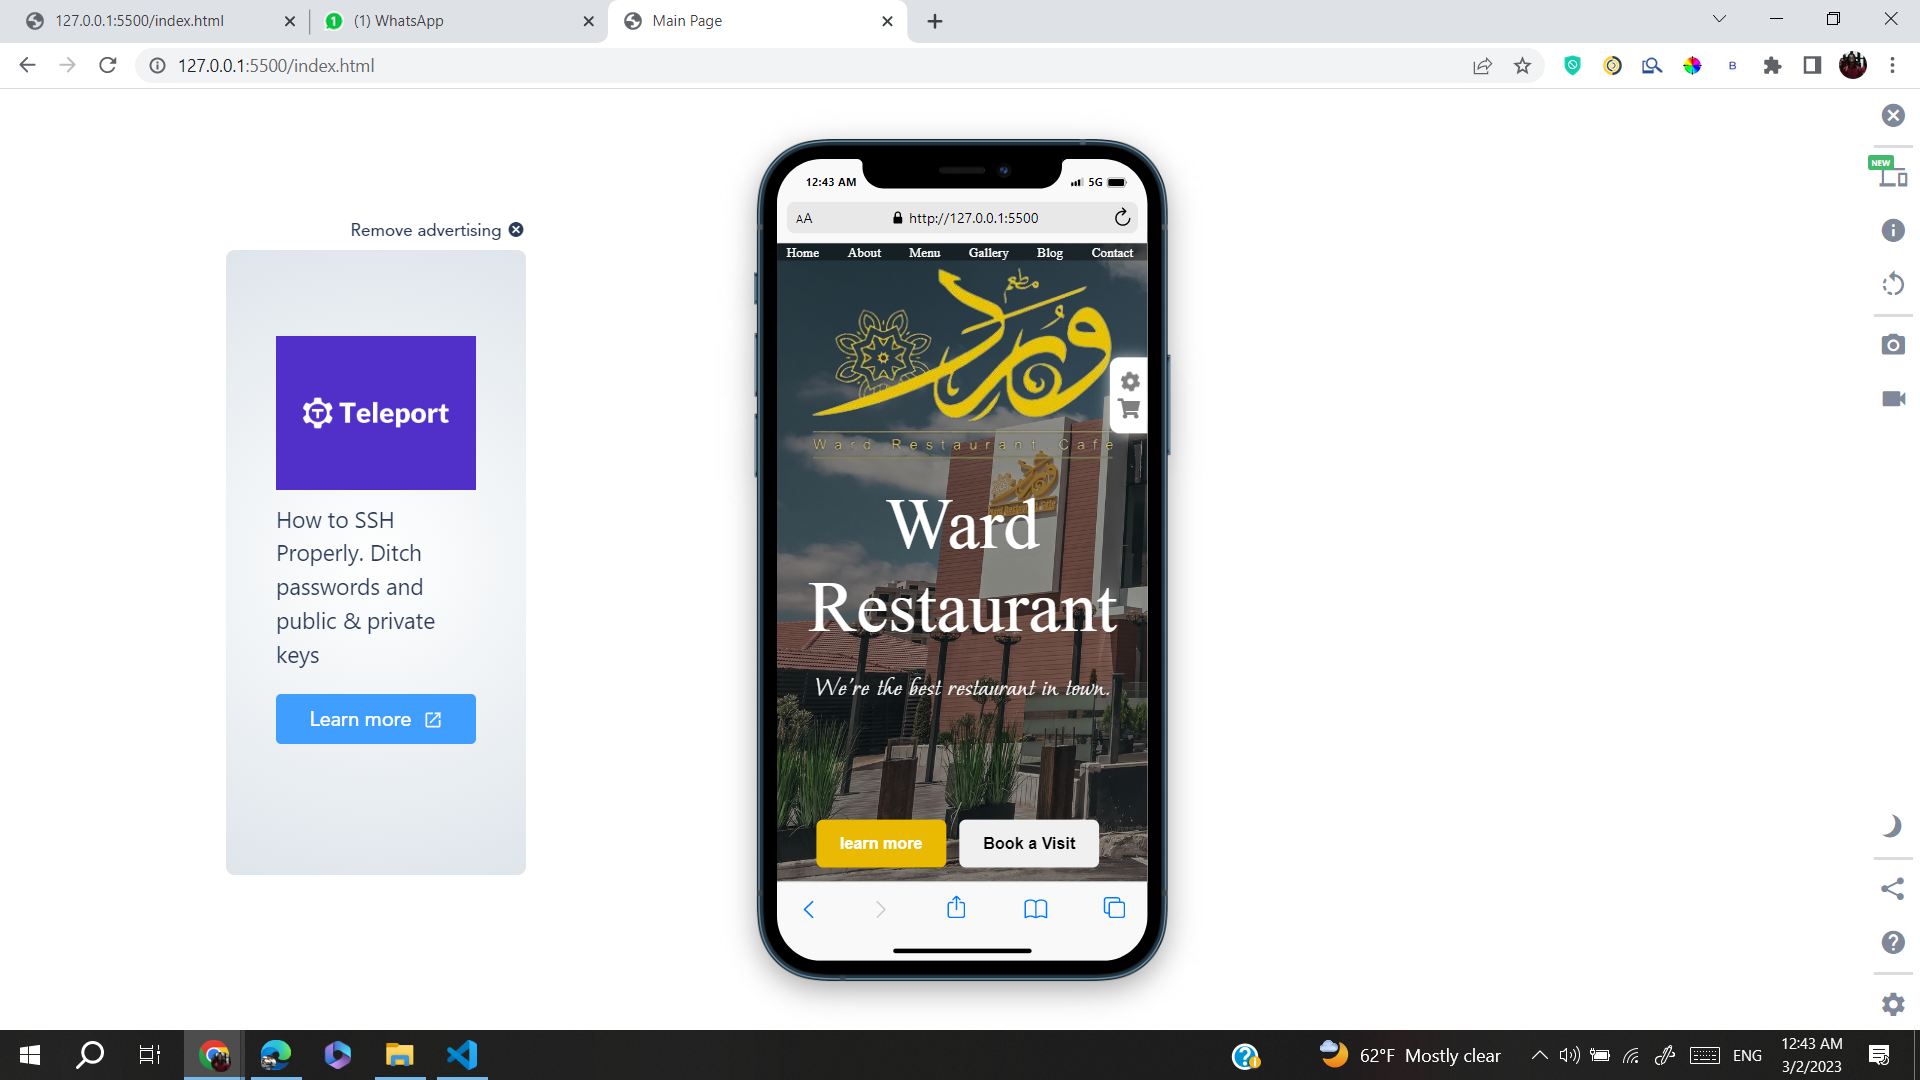 127.0.0.1:5500/index.html
(1) WhatsApp
Main Page
127.0.0.1:5500/index.html
B
NEW
Remove advertising
Teleport
How to SSH
Properly. Ditch
passwords and
public & private
keys
Learn more
12:43 AM
5G
AA
http://127.0.0.1:5500
Home About Menu Gallery Blog Contact
مطعم
ورد
Ward Restaurant Cafe
Ward
Restaurant
We're the best restaurant in town.
learn more
Book a Visit
62°F Mostly clear
ENG
12:43 AM
3/2/2023